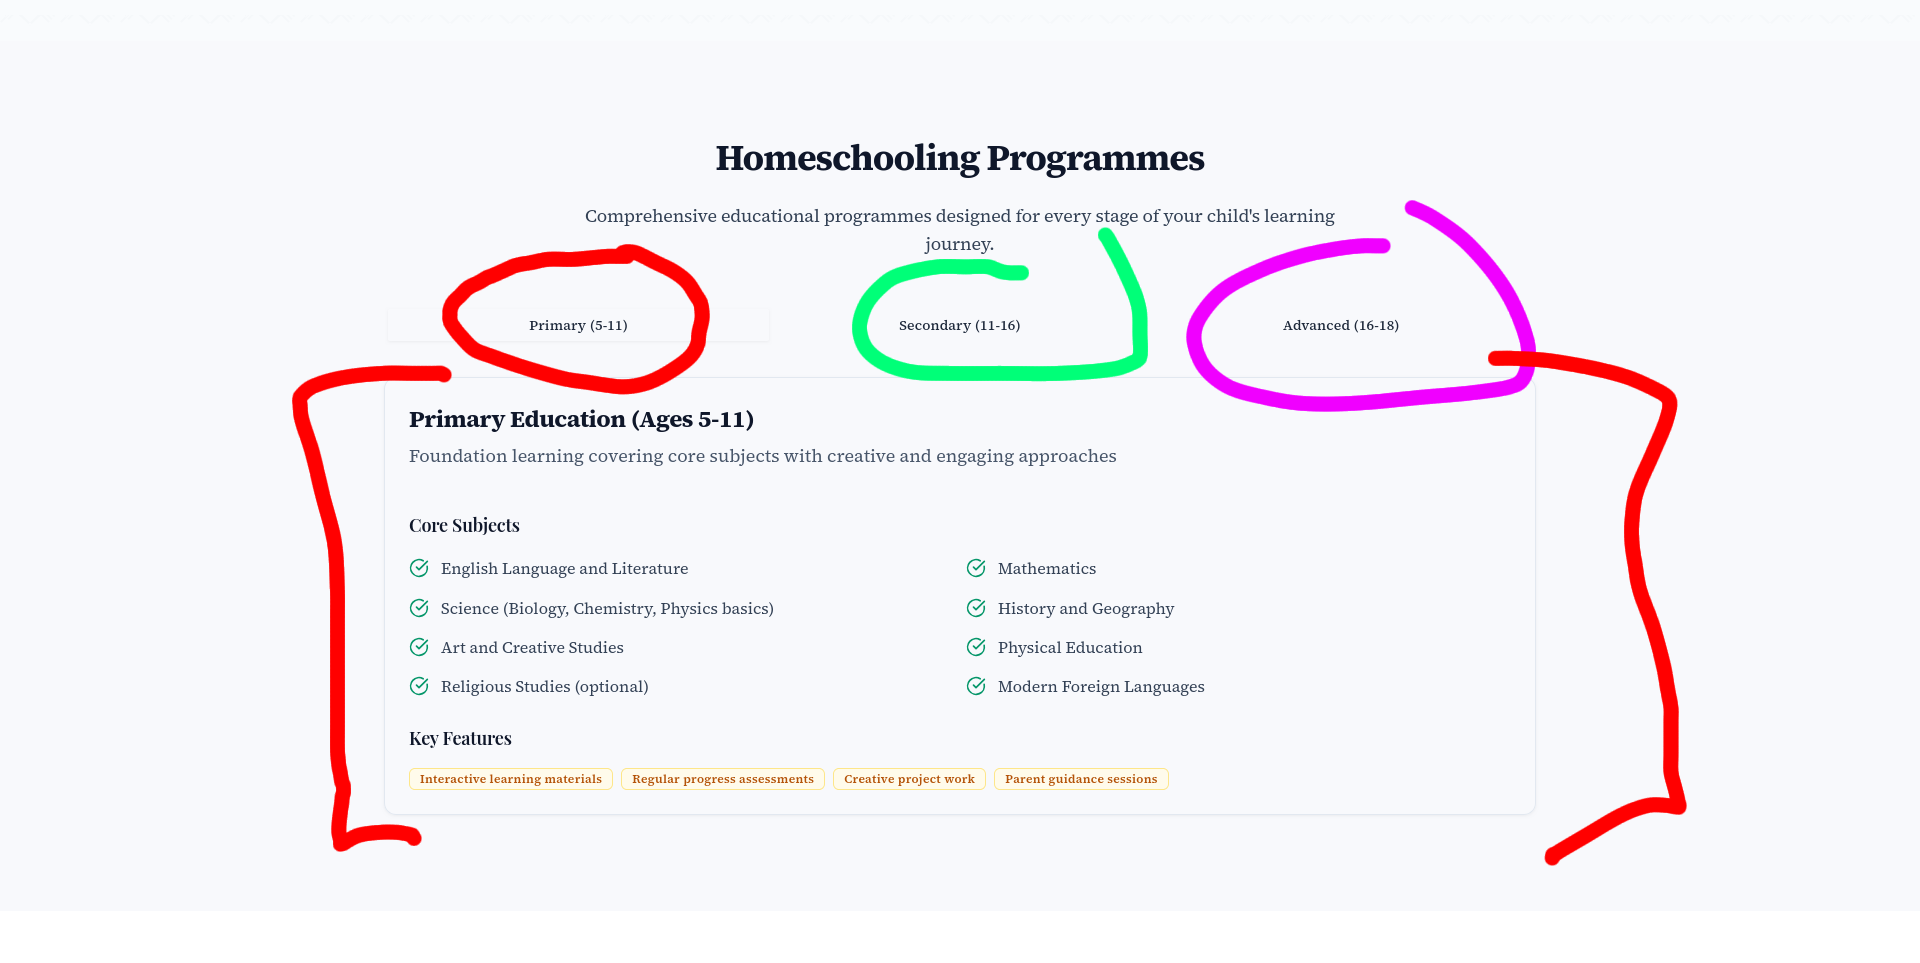 Homeschooling Programmes
Comprehensive educational programmes designed for every stage of your child's learning
journey.
Primary (5-11)
Secondary (11-16)
Advanced (16-18)
Primary Education (Ages 5-11)
Foundation learning covering core subjects with creative and engaging approaches
Core Subjects
English Language and Literature
Mathematics
Science (Biology, Chemistry, Physics basics)
History and Geography
Art and Creative Studies
Physical Education
Religious Studies (optional)
Modern Foreign Languages
Key Features
Interactive learning materials
Regular progress assessments
Creative project work
Parent guidance sessions